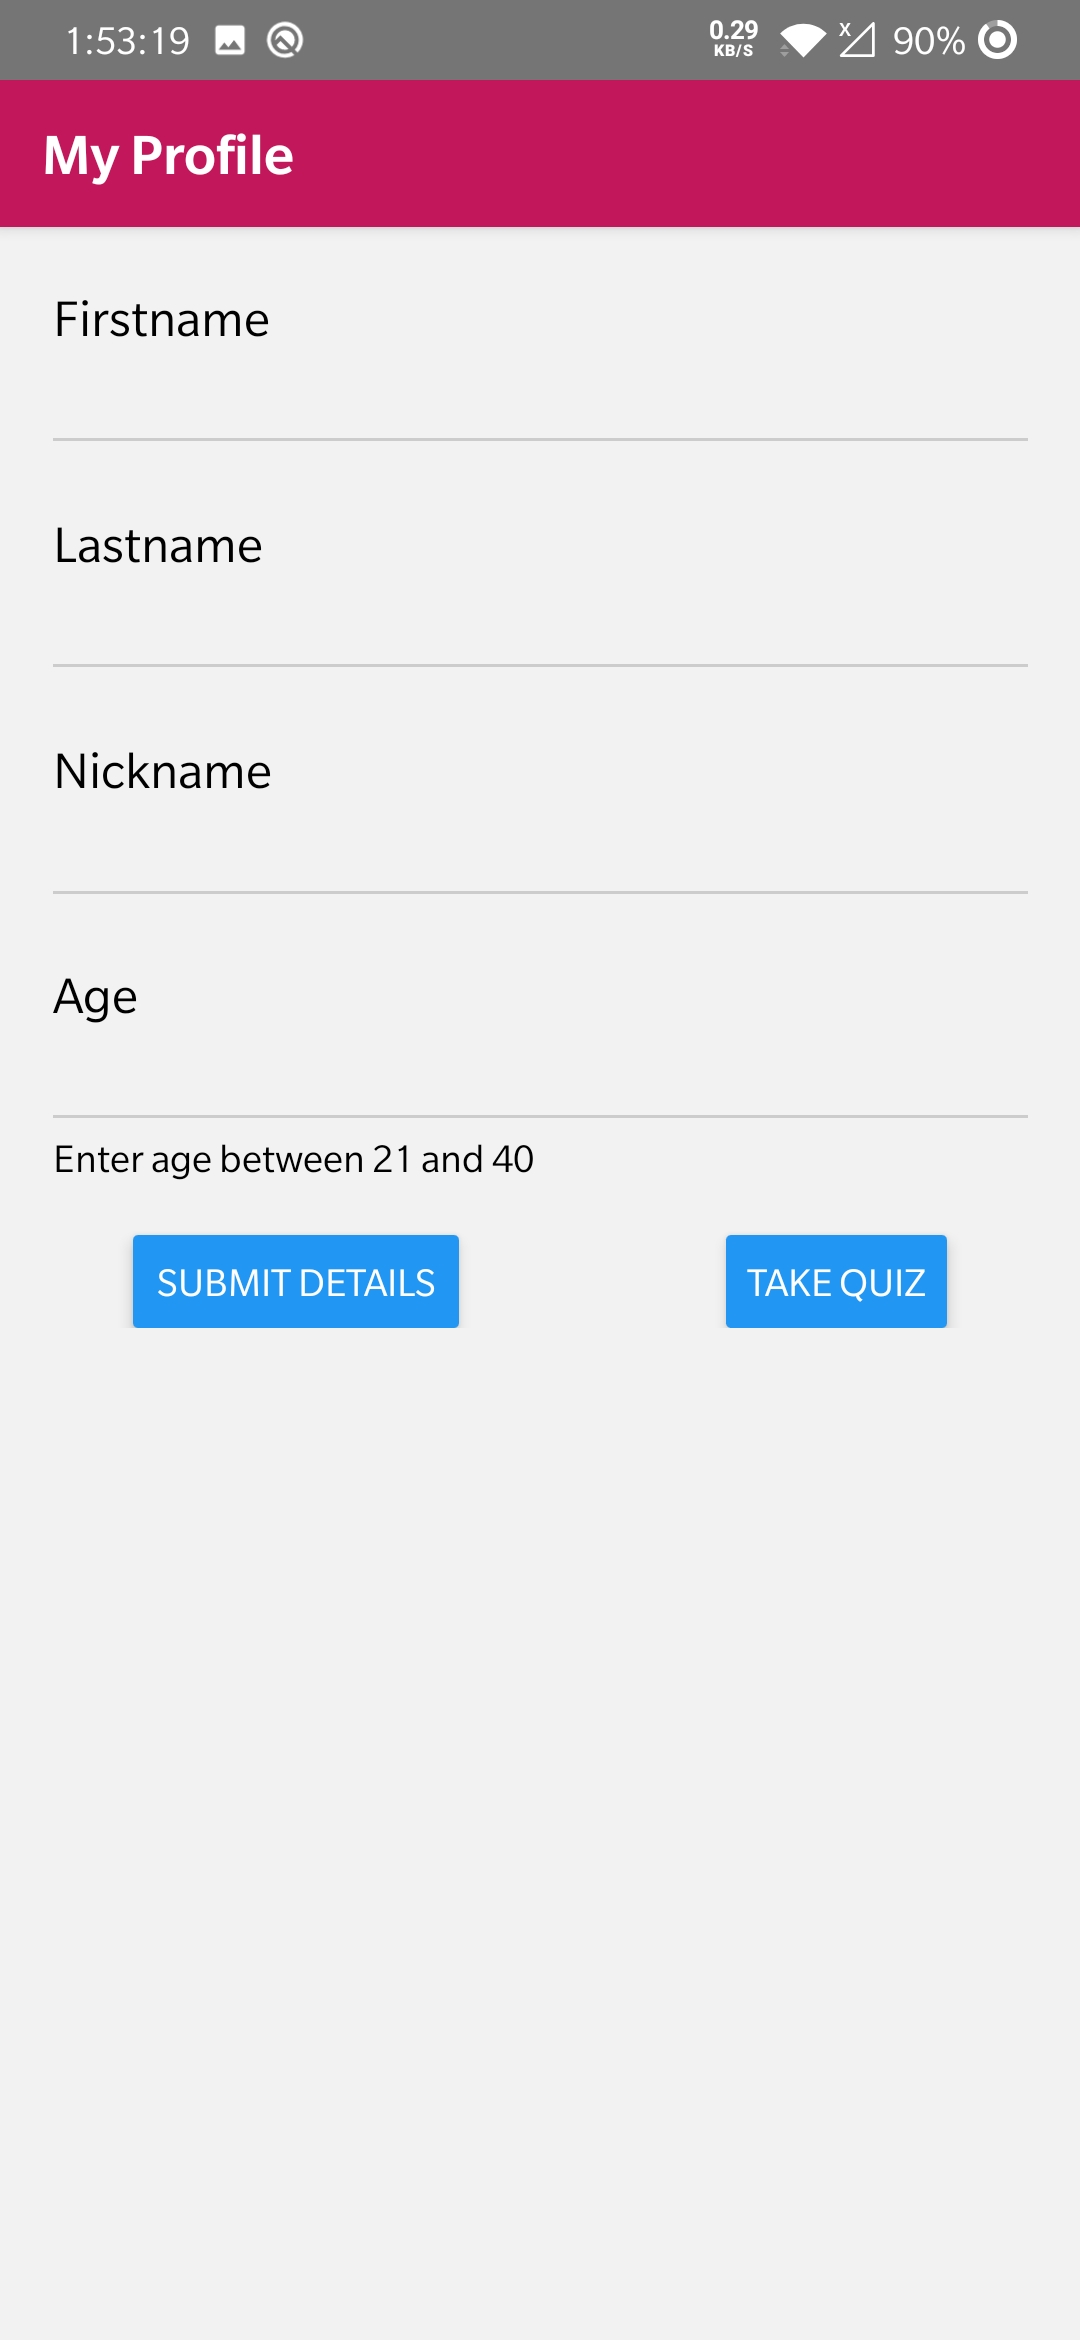 1:53:19 0.29 KB/S x 90%
My Profile
Firstname
Lastname
Nickname
Age
Enter age between 21 and 40
SUBMIT DETAILS TAKE QUIZ